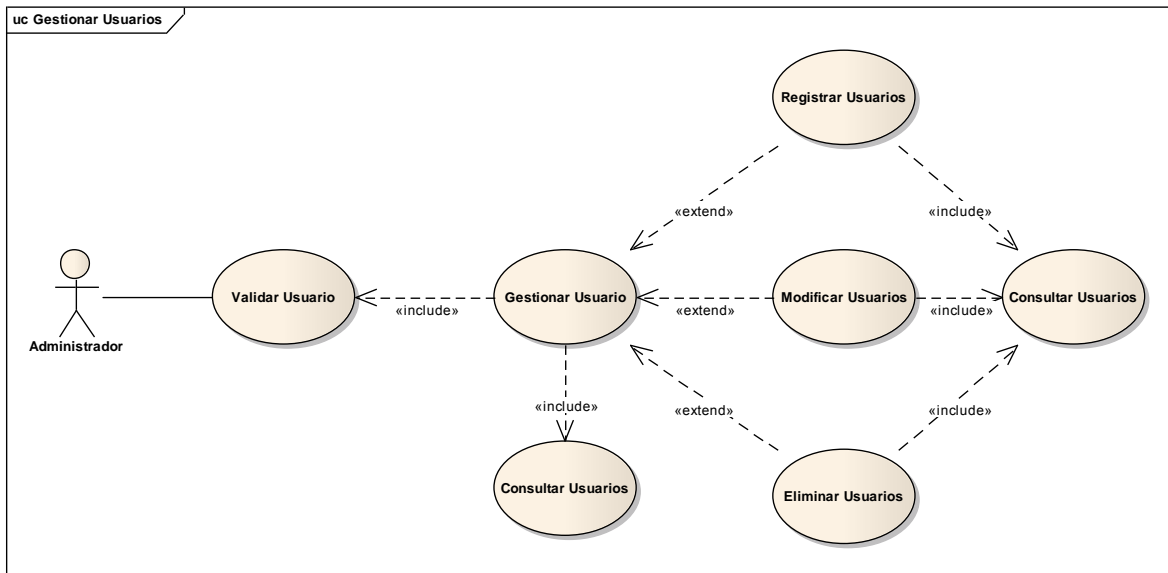 uc Gestionar Usuarios
Registrar Usuarios
«extend»
«include»
Administrador
Validar Usuario
«include»
Gestionar Usuario
«extend»
Modificar Usuarios
«include»
Consultar Usuarios
«include»
«extend»
«include»
Consultar Usuarios
Eliminar Usuarios